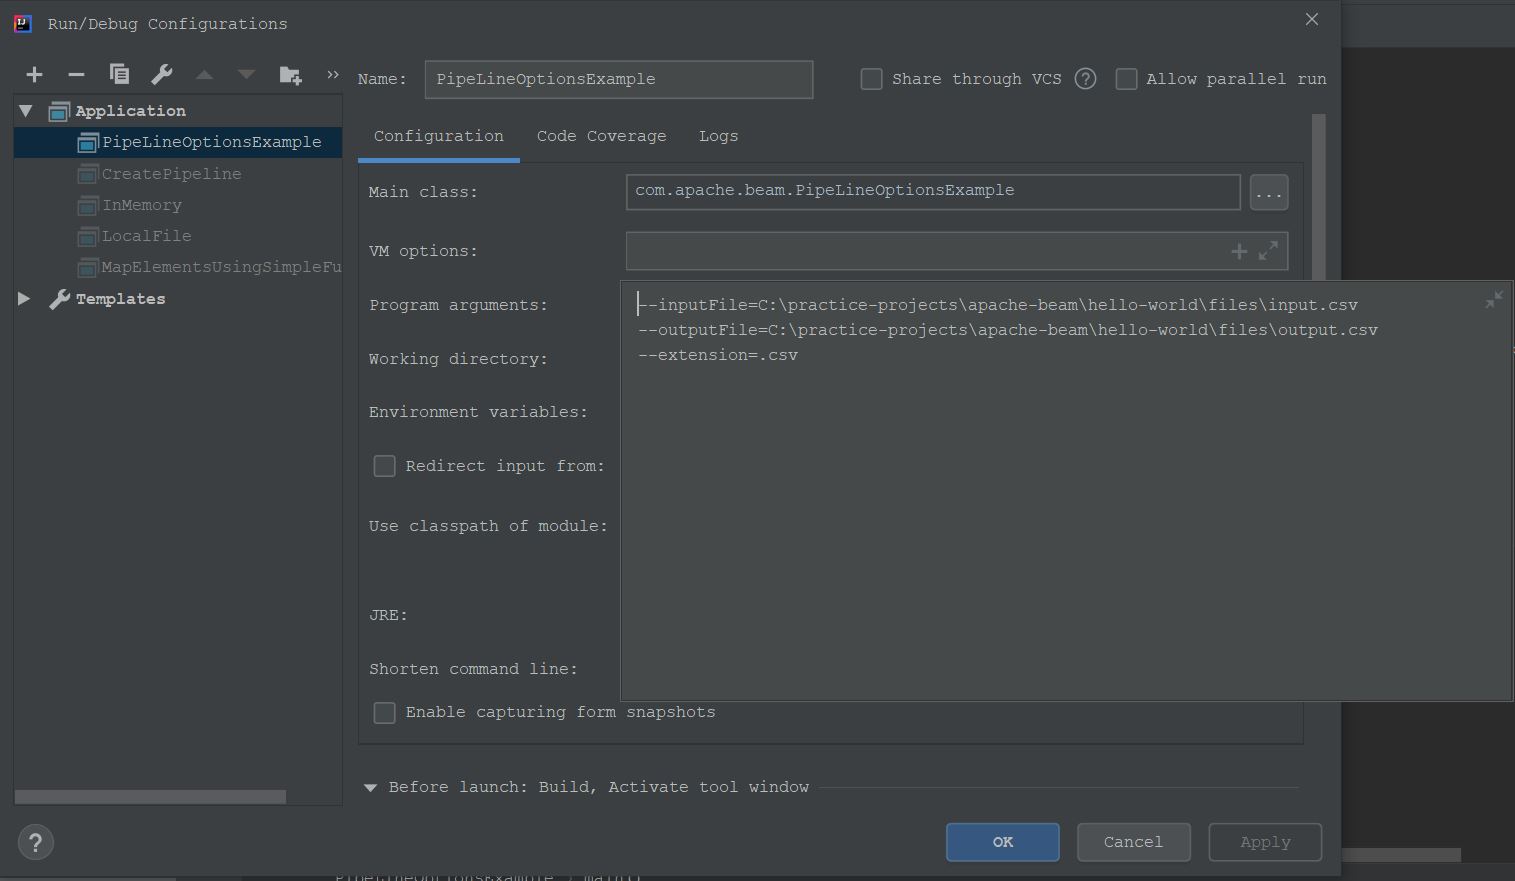 Run/Debug Configurations
Name: PipeLineOptionsExample Share through VCS ? Allow parallel run
Application
PipeLineOptionsExample
CreatePipeline
InMemory
LocalFile
MapElementsUsingSimpleFu
Templates
Configuration Code Coverage Logs
Main class: com.apache.beam.PipeLineOptionsExample ...
VM options:
Program arguments:
--inputFile=C:\practice-projects\apache-beam\hello-world\files\input.csv
--outputFile=C:\practice-projects\apache-beam\hello-world\files\output.csv
--extension=.csv
Working directory:
Environment variables:
Redirect input from:
Use classpath of module:
JRE:
Shorten command line:
Enable capturing form snapshots
Before launch: Build, Activate tool window
? OK Cancel Apply
PipeLineOptionsExample › main()